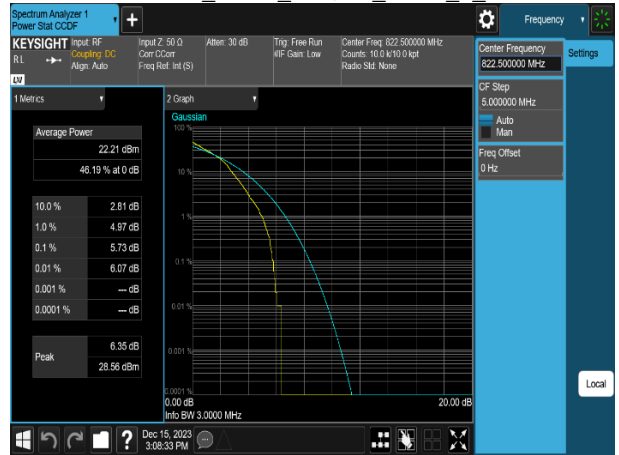 Spectrum Analyzer 1
Power Stat CCDF
+
Frequency
KEYSIGHT
Input: RF
Coupling: DC
Align: Auto
Input Z: 50 Ω
Corr CCorr
Freq Ref: Int (S)
Atten: 30 dB
Trig: Free Run
#IF Gain: Low
Center Freq: 822.500000 MHz
Counts: 10.0 k/10.0 kpt
Radio Std: None
RL
Center Frequency
822.500000 MHz
Settings
CF Step
5.000000 MHz
Auto
Man
Freq Offset
0 Hz
1 Metrics
Average Power
22.21 dBm
46.19 % at 0 dB
10.0 % 2.81 dB
1.0 % 4.97 dB
0.1 % 5.73 dB
0.01 % 6.07 dB
0.001 % --- dB
0.0001 % --- dB
Peak
6.35 dB
28.56 dBm
2 Graph
Gaussian
100 %
10 %
1 %
0.1 %
0.01 %
0.001 %
0.0001 %
0.00 dB
20.00 dB
Info BW 3.0000 MHz
Local
?
Dec 15, 2023
3:08:33 PM